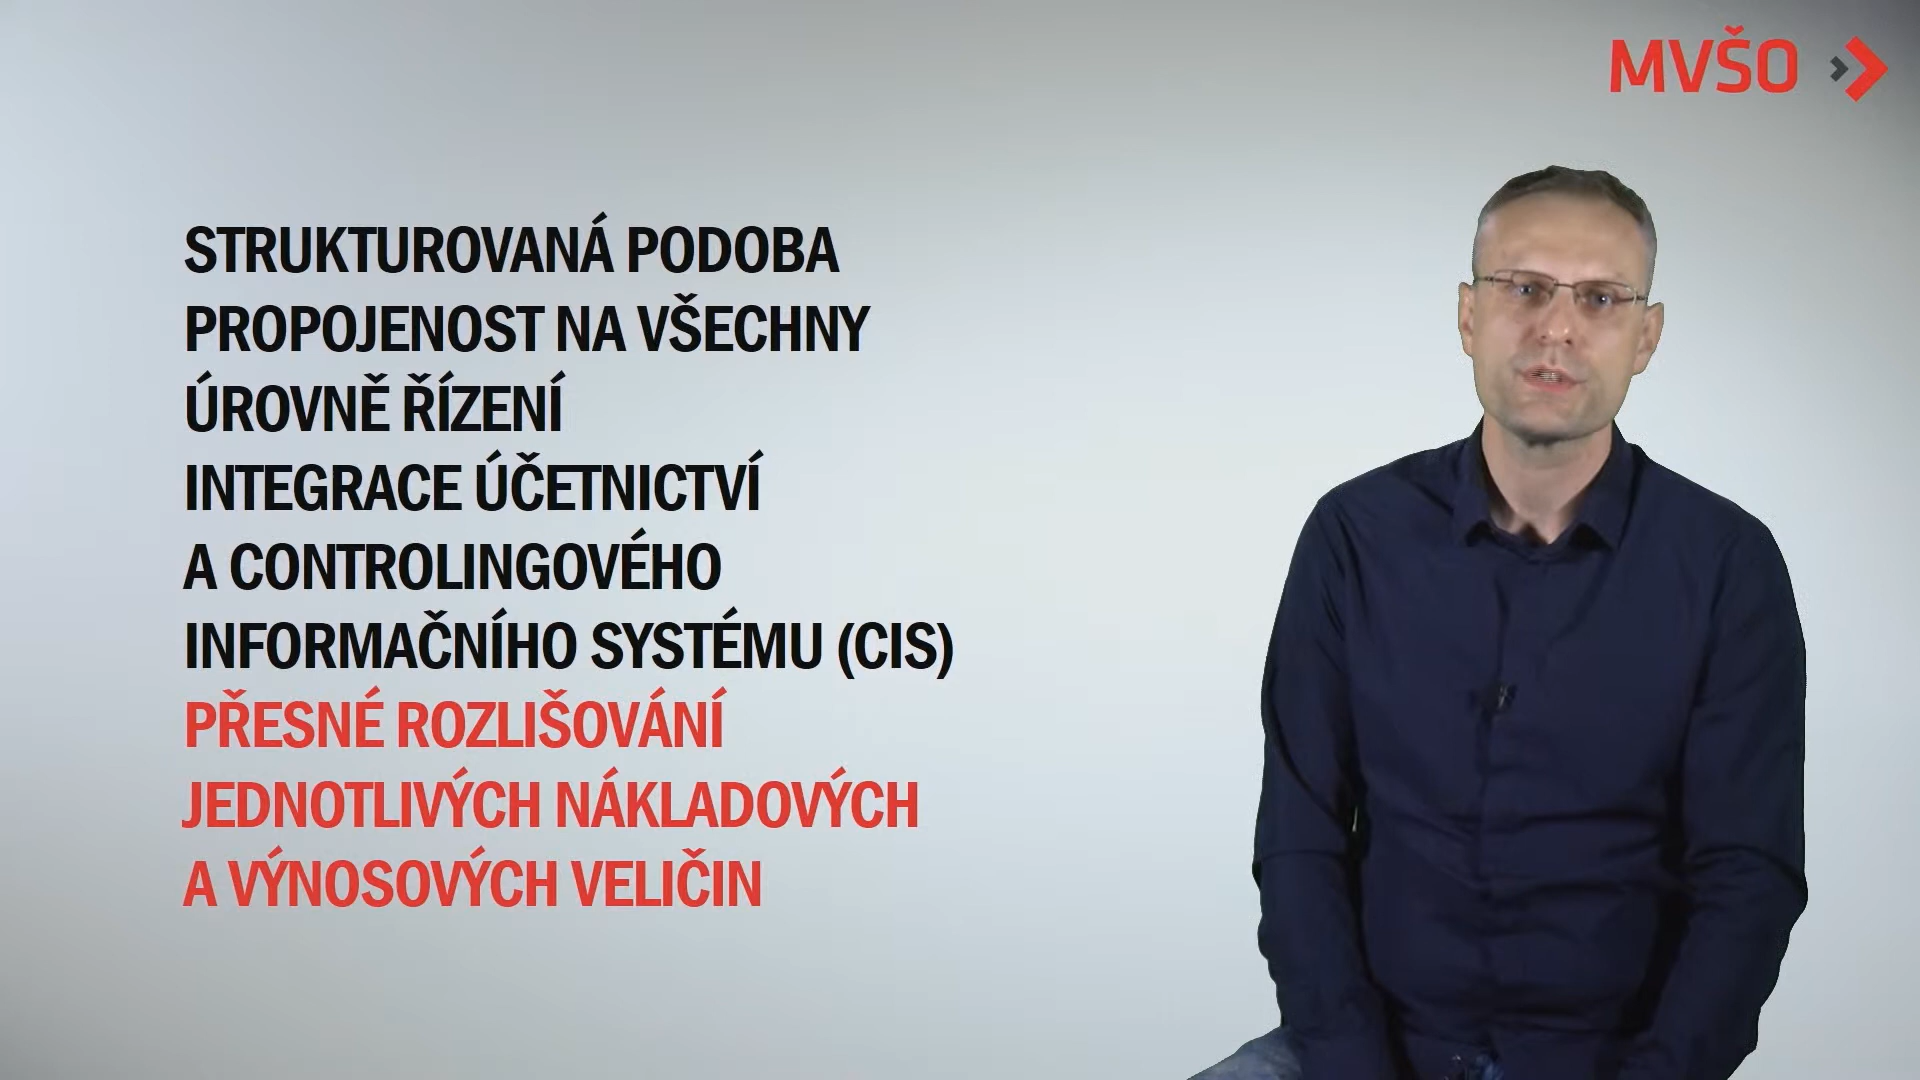 MVŠO
STRUKTUROVANÁ PODOBA
PROPOJENOST NA VŠECHNY
ÚROVNĚ ŘÍZENÍ
INTEGRACE ÚČETNICTVÍ
A CONTROLINGOVÉHO
INFORMAČNÍHO SYSTÉMU (CIS)
PŘESNÉ ROZLIŠOVÁNÍ
JEDNOTLIVÝCH NÁKLADOVÝCH
A VÝNOSOVÝCH VELIČIN